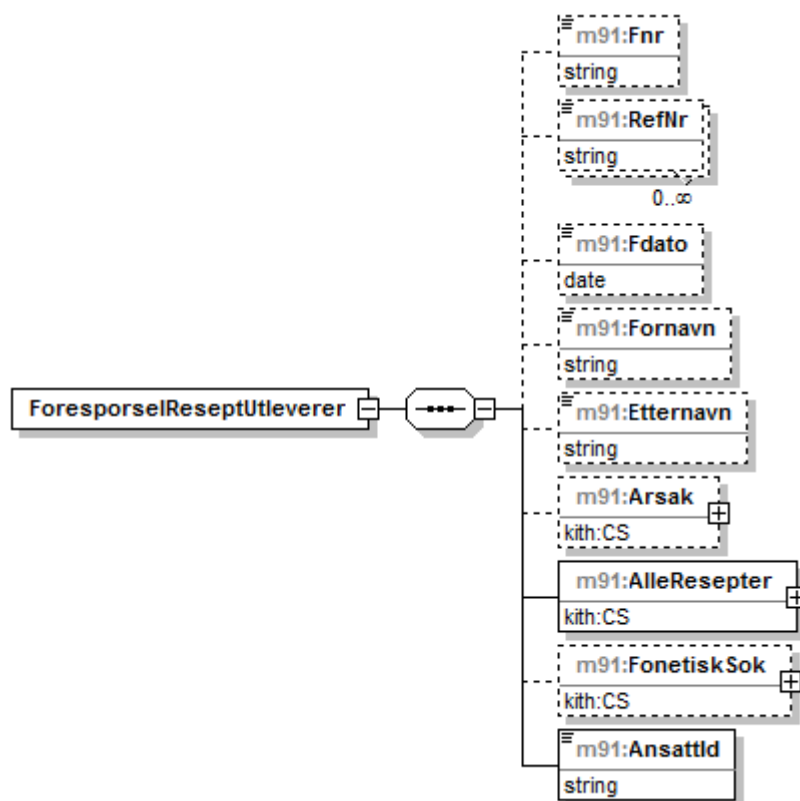 m91:Fnr
string
m91:RefNr
string
0..∞
m91:Fdato
date
m91:Fornavn
string
ForesporselReseptUtleverer
m91:Etternavn
string
m91:Arsak
kith:CS
m91:AlleResepter
kith:CS
m91:FonetiskSok
kith:CS
m91:AnsattId
string